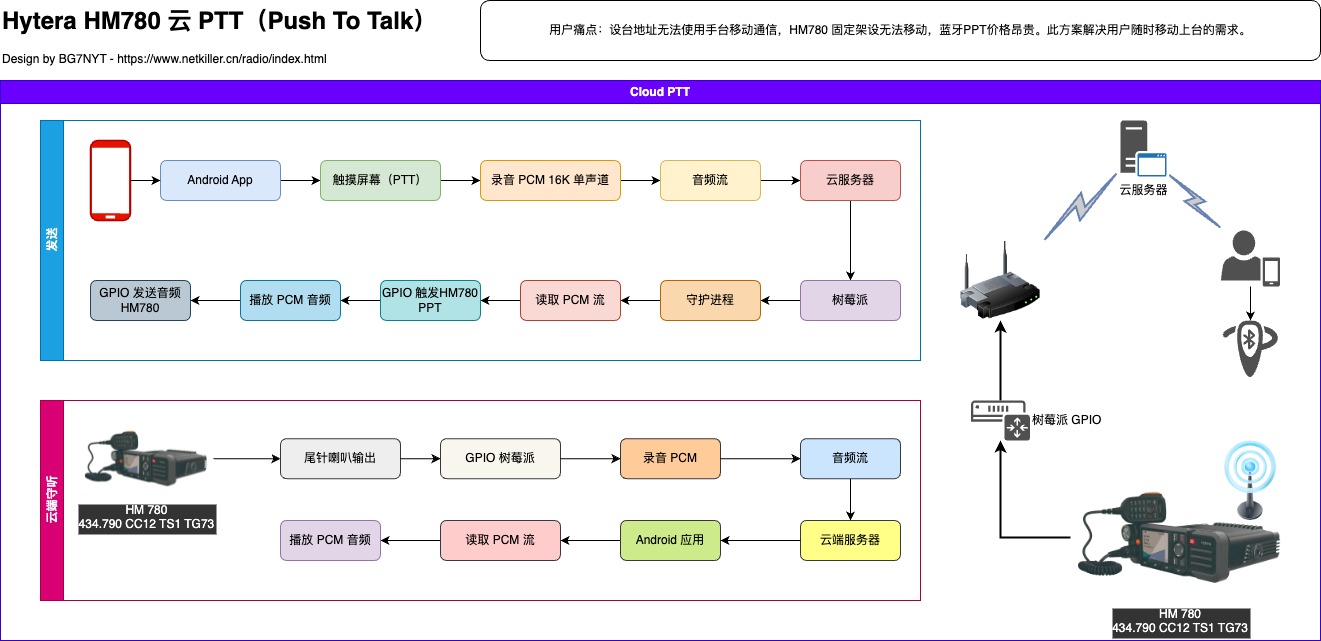 Hytera HM780 云 PTT（Push To Talk）
用户痛点：设台地址无法使用手台移动通信，HM780 固定架设无法移动，蓝牙PPT价格昂贵。此方案解决用户随时移动上台的需求。
Design by BG7NYT - https://www.netkiller.cn/radio/index.html
Cloud PTT
发送
Android App
触摸屏幕（PTT）
录音 PCM 16K 单声道
音频流
云服务器
GPIO 发送音频
HM780
播放 PCM 音频
GPIO 触发HM780
PPT
读取 PCM 流
守护进程
树莓派
云端守听
HM 780
434.790 CC12 TS1 TG73
尾针喇叭输出
GPIO 树莓派
录音 PCM
音频流
播放 PCM 音频
读取 PCM 流
Android 应用
云端服务器
云服务器
树莓派 GPIO
HM 780
434.790 CC12 TS1 TG73